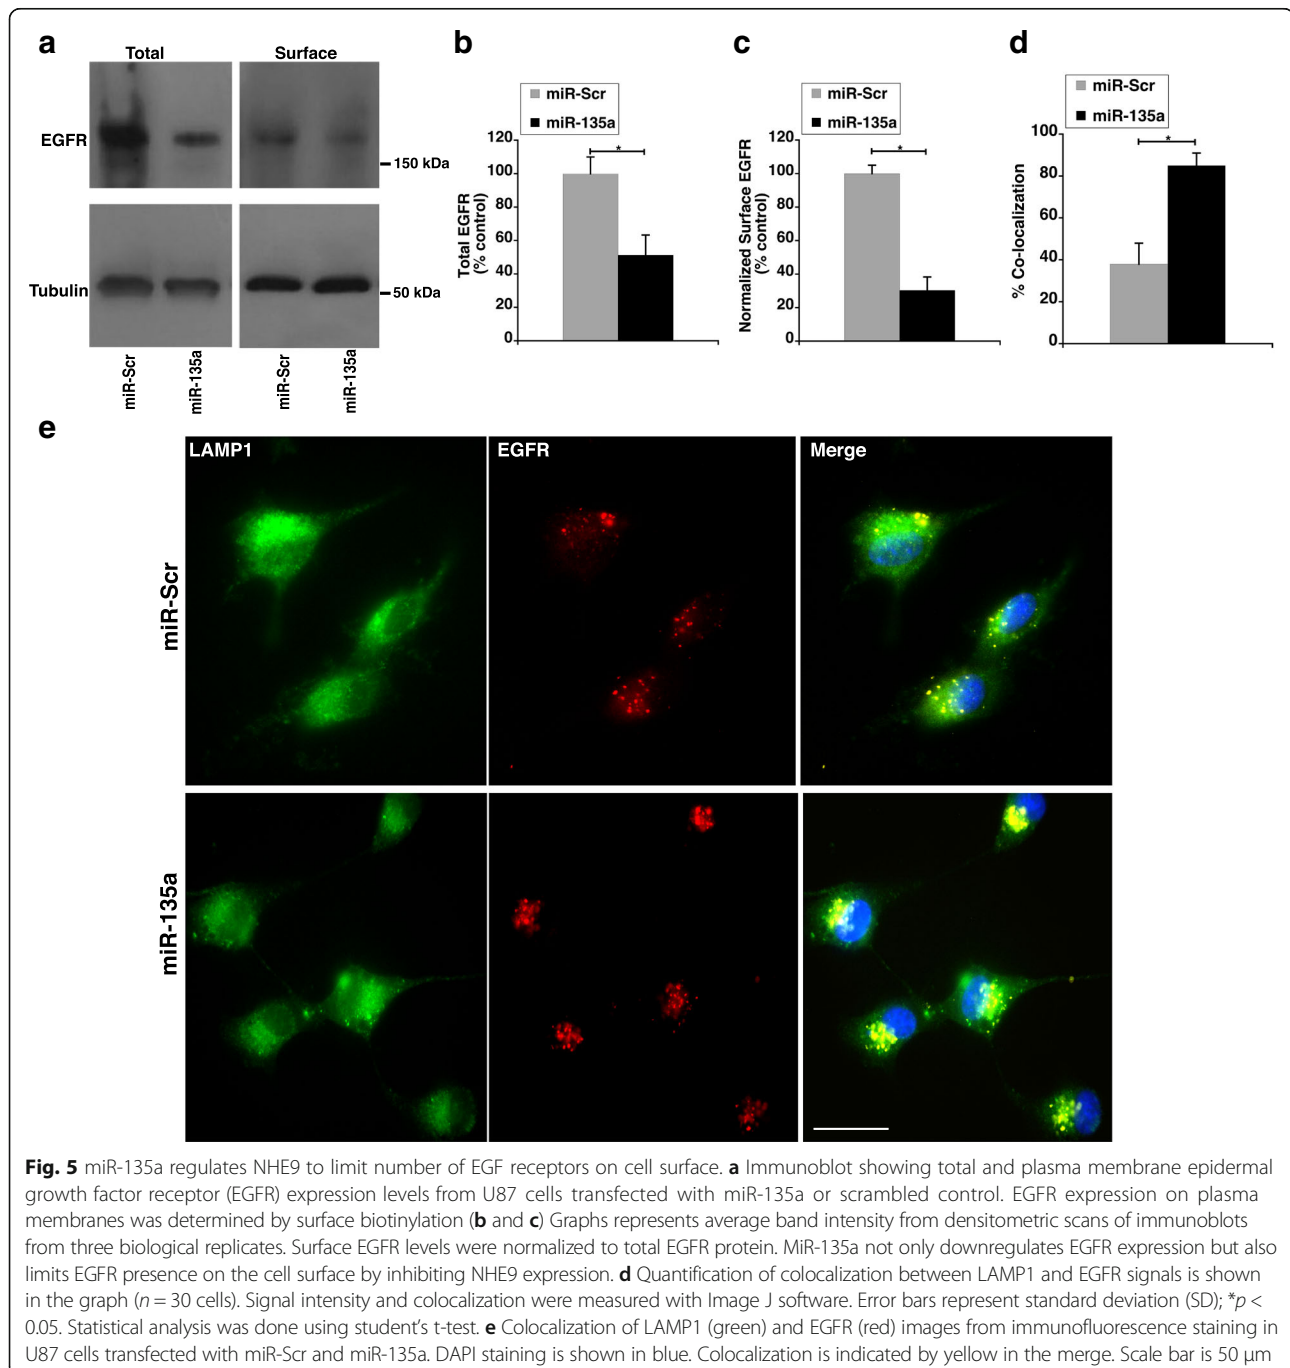 a
Total
Surface
EGFR
150 kDa
Tubulin
50 kDa
miR-Scr
miR-135a
miR-Scr
miR-135a
b
miR-Scr
miR-135a
Total EGFR
(% control)
120
100
80
60
40
20
0
*
c
miR-Scr
miR-135a
Normalized Surface EGFR
(% control)
120
100
80
60
40
20
0
*
d
miR-Scr
miR-135a
% Co-localization
100
80
60
40
20
0
*
e
LAMP1
EGFR
Merge
miR-Scr
miR-135a
Fig. 5 miR-135a regulates NHE9 to limit number of EGF receptors on cell surface. a Immunoblot showing total and plasma membrane epidermal
growth factor receptor (EGFR) expression levels from U87 cells transfected with miR-135a or scrambled control. EGFR expression on plasma
membranes was determined by surface biotinylation (b and c) Graphs represents average band intensity from densitometric scans of immunoblots
from three biological replicates. Surface EGFR levels were normalized to total EGFR protein. MiR-135a not only downregulates EGFR expression but also
limits EGFR presence on the cell surface by inhibiting NHE9 expression. d Quantification of colocalization between LAMP1 and EGFR signals is shown
in the graph (n = 30 cells). Signal intensity and colocalization were measured with Image J software. Error bars represent standard deviation (SD); *p <
0.05. Statistical analysis was done using student's t-test. e Colocalization of LAMP1 (green) and EGFR (red) images from immunofluorescence staining in
U87 cells transfected with miR-Scr and miR-135a. DAPI staining is shown in blue. Colocalization is indicated by yellow in the merge. Scale bar is 50 μm